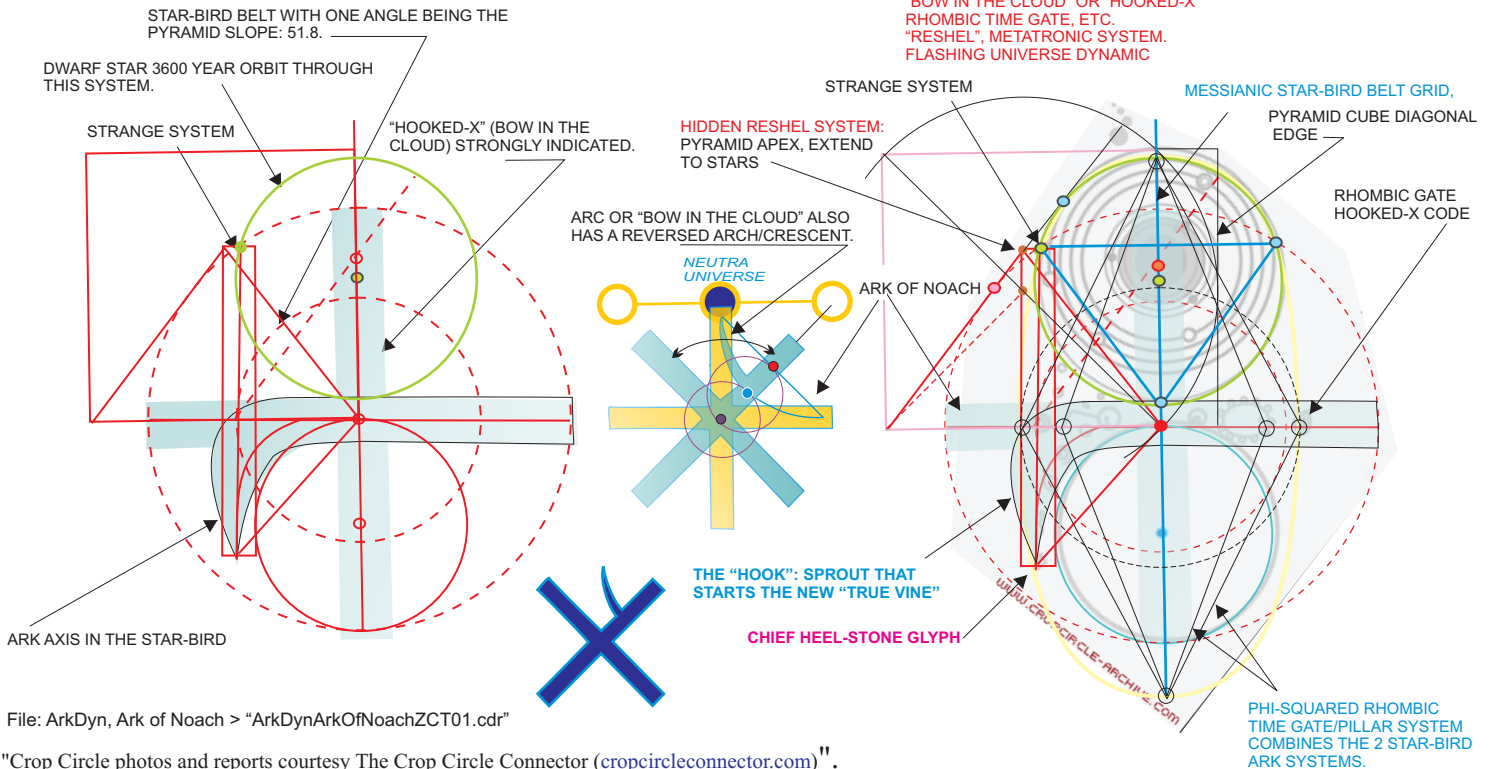 STAR-BIRD BELT WITH ONE ANGLE BEING THE
PYRAMID SLOPE: 51.8.
DWARF STAR 3600 YEAR ORBIT THROUGH
THIS SYSTEM.
STRANGE SYSTEM
"HOOKED-X" (BOW IN THE
CLOUD) STRONGLY INDICATED.
ARK AXIS IN THE STAR-BIRD
ARC OR "BOW IN THE CLOUD" ALSO
HAS A REVERSED ARCH/CRESCENT.
NEUTRA
UNIVERSE
ARK OF NOACH
THE "HOOK": SPROUT THAT
STARTS THE NEW "TRUE VINE"
CHIEF HEEL-STONE GLYPH
"BOW IN THE CLOUD" OR "HOOKED-X"
RHOMBIC TIME GATE, ETC.
"RESHEL", METATRONIC SYSTEM.
FLASHING UNIVERSE DYNAMIC
STRANGE SYSTEM
MESSIANIC STAR-BIRD BELT GRID,
HIDDEN RESHEL SYSTEM:
PYRAMID APEX, EXTEND
TO STARS
PYRAMID CUBE DIAGONAL
EDGE
RHOMBIC GATE
HOOKED-X CODE
WWW.CROPCIRCLE-ARCHIVE.com
PHI-SQUARED RHOMBIC
TIME GATE/PILLAR SYSTEM
COMBINES THE 2 STAR-BIRD
ARK SYSTEMS.
File: ArkDyn, Ark of Noach > "ArkDynArkOfNoachZCT01.cdr"
"Crop Circle photos and reports courtesy The Crop Circle Connector (cropcircleconnector.com)".